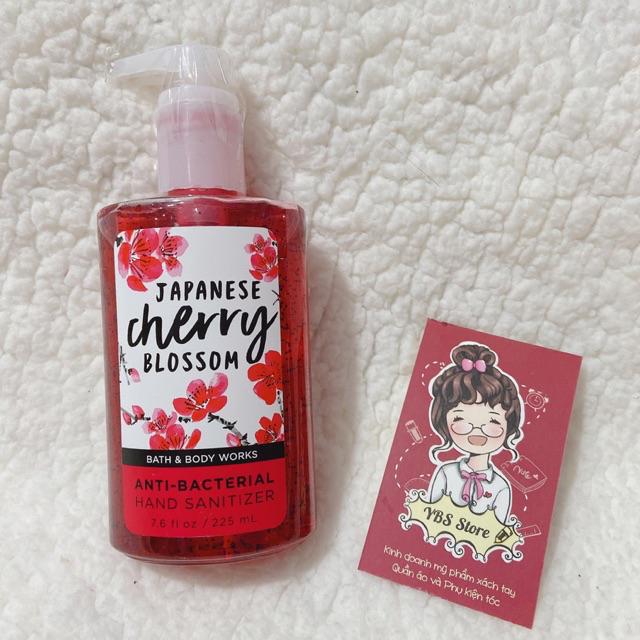 JAPANESE
cherry
BLOSSOM
BATH & BODY WORKS
ANTI-BACTERIAL
HAND SANITIZER
7.6 fl oz / 225 mL
Note
YBS Store
Kinh doanh mỹ phẩm xách tay
Quần áo và Phụ kiện tóc